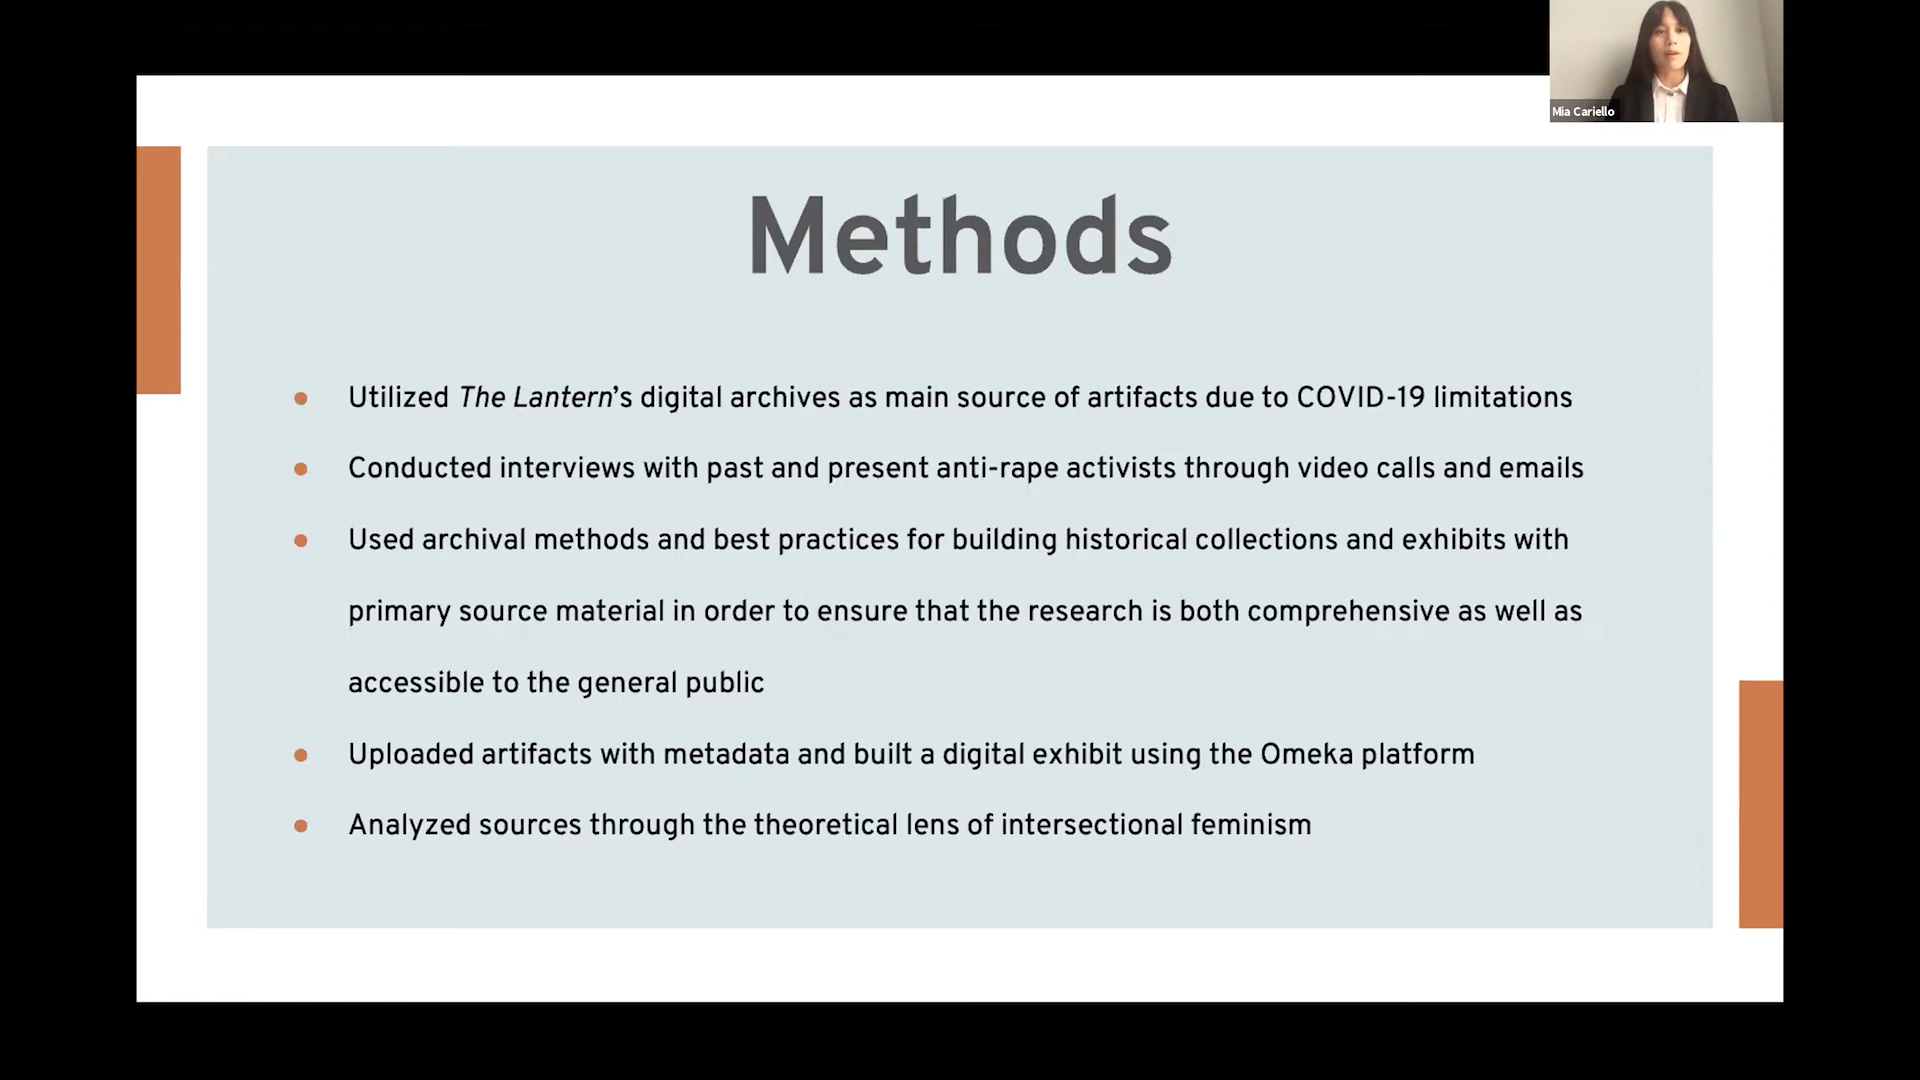 Mia Cariello
Methods
• Utilized The Lantern’s digital archives as main source of artifacts due to COVID-19 limitations
• Conducted interviews with past and present anti-rape activists through video calls and emails
• Used archival methods and best practices for building historical collections and exhibits with
primary source material in order to ensure that the research is both comprehensive as well as
accessible to the general public
• Uploaded artifacts with metadata and built a digital exhibit using the Omeka platform
• Analyzed sources through the theoretical lens of intersectional feminism